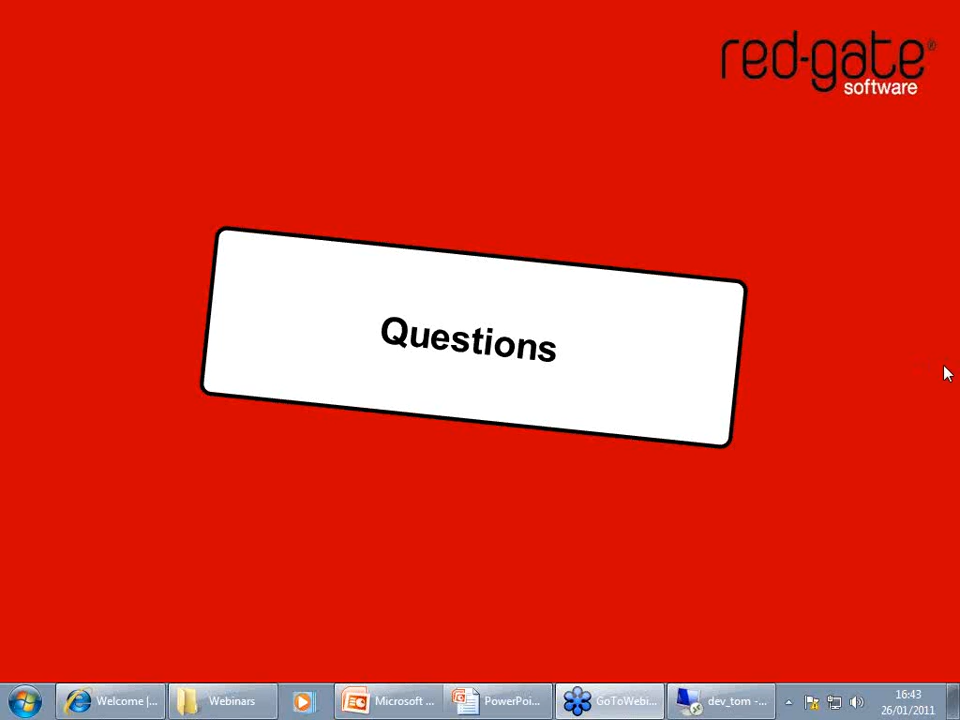 red-gate®
software
Questions
Welcome |...
Webinars
Microsoft ...
PowerPoi...
GoToWebi...
dev_tom -...
16:43
26/01/2011